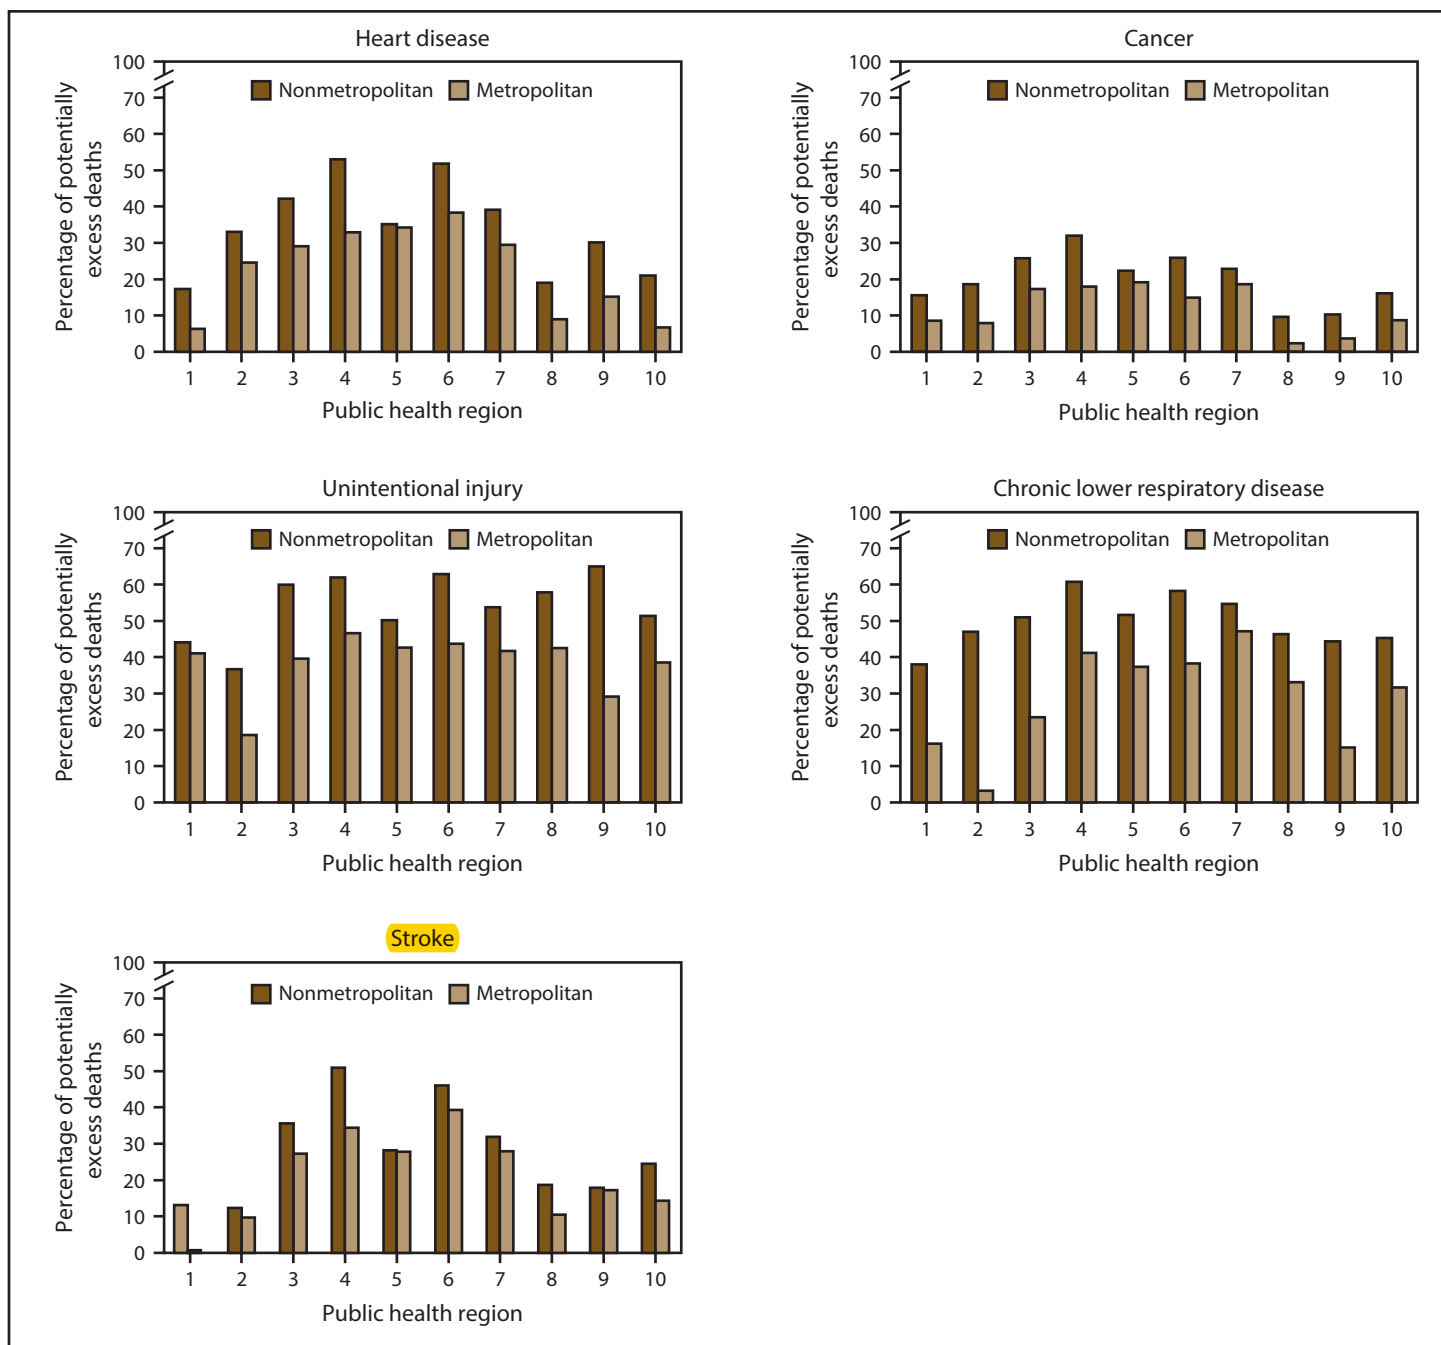 Heart disease
Percentage of potentially
excess deaths
100
70
60
50
40
30
20
10
0
Nonmetropolitan Metropolitan
1 2 3 4 5 6 7 8 9 10
Public health region
Cancer
Percentage of potentially
excess deaths
100
70
60
50
40
30
20
10
0
Nonmetropolitan Metropolitan
1 2 3 4 5 6 7 8 9 10
Public health region
Unintentional injury
Percentage of potentially
excess deaths
100
70
60
50
40
30
20
10
0
Nonmetropolitan Metropolitan
1 2 3 4 5 6 7 8 9 10
Public health region
Chronic lower respiratory disease
Percentage of potentially
excess deaths
100
70
60
50
40
30
20
10
0
Nonmetropolitan Metropolitan
1 2 3 4 5 6 7 8 9 10
Public health region
Stroke
Percentage of potentially
excess deaths
100
70
60
50
40
30
20
10
0
Nonmetropolitan Metropolitan
1 2 3 4 5 6 7 8 9 10
Public health region